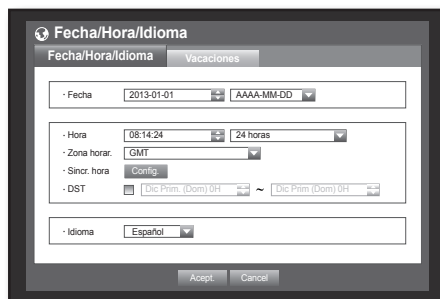 Fecha/Hora/Idioma
Fecha/Hora/Idioma Vacaciones
· Fecha 2013-01-01 AAAA-MM-DD
· Hora 08:14:24 24 horas
· Zona horar. GMT
· Sincr. hora Config.
· DST Dic Prim. (Dom) 0H ~ Dic Prim (Dom) 0H
· Idioma Español
Acept. Cancel